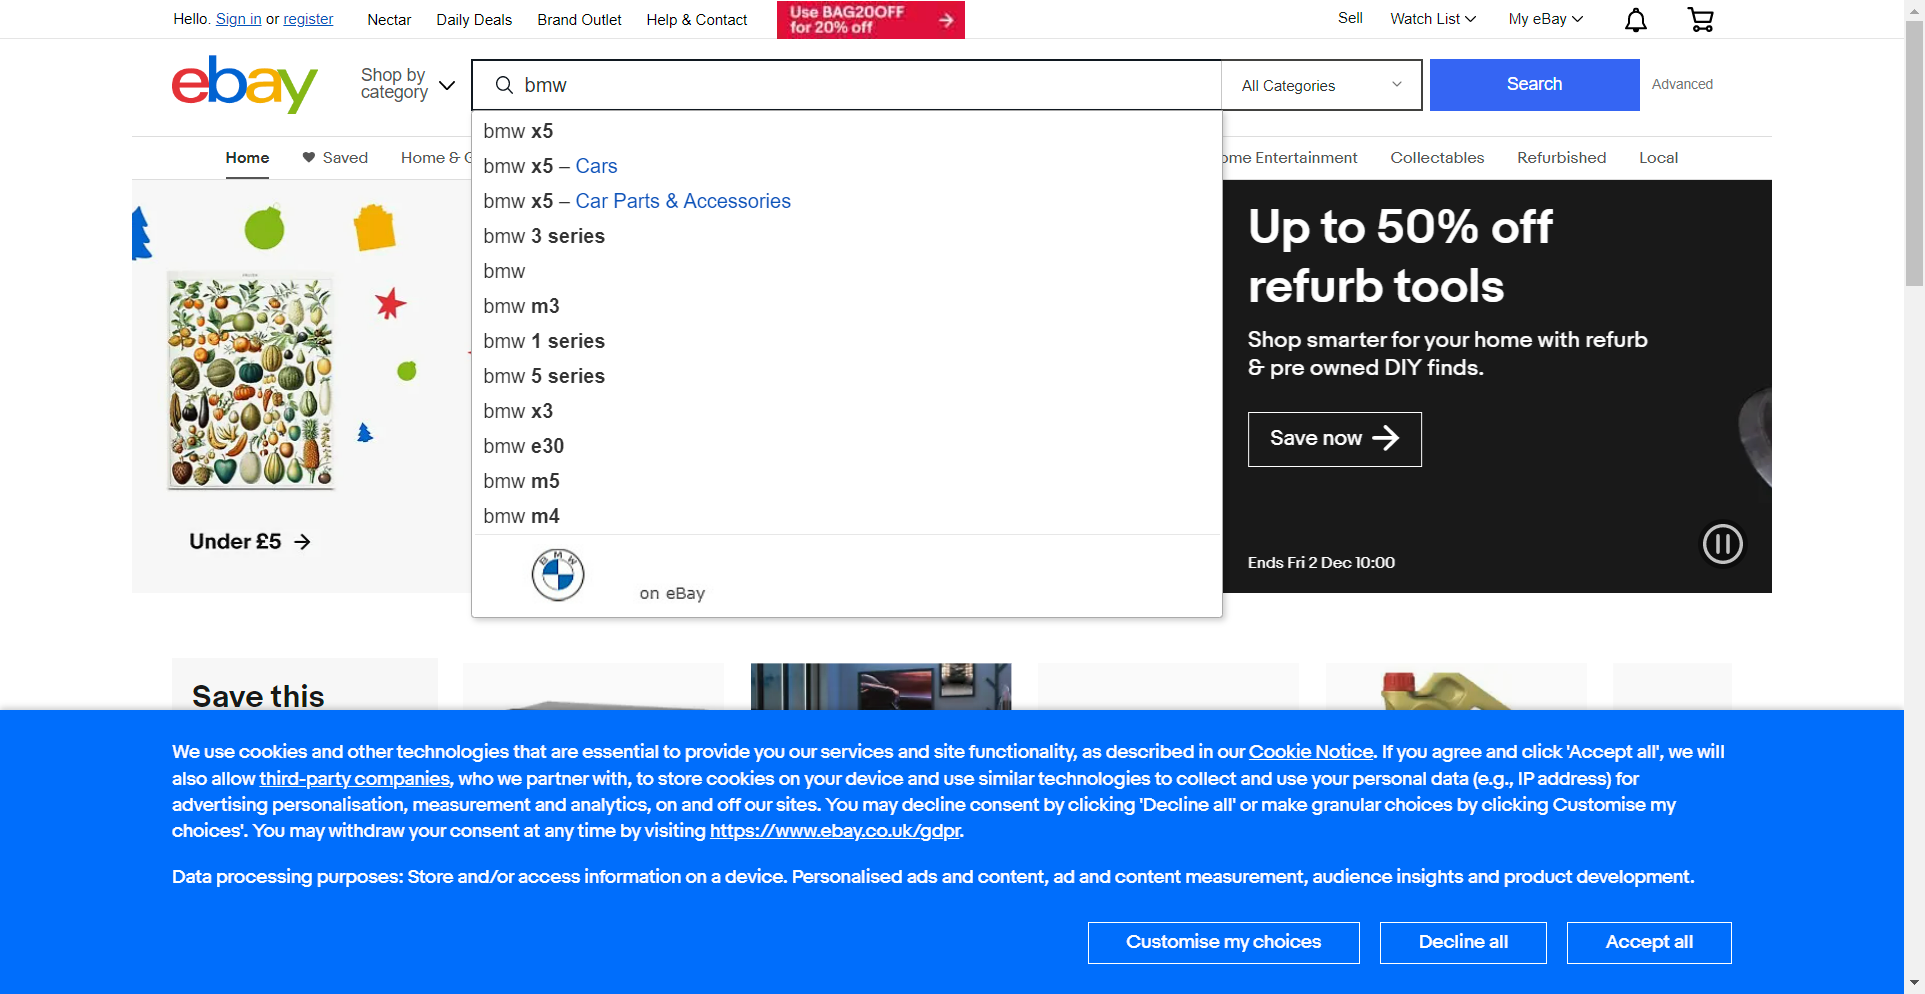 Hello. Sign in or register
Nectar
Daily Deals
Brand Outlet
Help & Contact
Use BAG20OFF
for 20% off
Sell
Watch List
My eBay
ebay
Shop by
category
bmw
All Categories
Search
Advanced
Home
Saved
Home & G
ome Entertainment
Collectables
Refurbished
Local
bmw x5
bmw x5 – Cars
bmw x5 – Car Parts & Accessories
bmw 3 series
bmw
bmw m3
bmw 1 series
bmw 5 series
bmw x3
bmw e30
bmw m5
bmw m4
BMW
on eBay
Under £5
Up to 50% off
refurb tools
Shop smarter for your home with refurb
& pre owned DIY finds.
Save now
Ends Fri 2 Dec 10:00
Save this
We use cookies and other technologies that are essential to provide you our services and site functionality, as described in our Cookie Notice. If you agree and click 'Accept all', we will
also allow third-party companies, who we partner with, to store cookies on your device and use similar technologies to collect and use your personal data (e.g., IP address) for
advertising personalisation, measurement and analytics, on and off our sites. You may decline consent by clicking 'Decline all' or make granular choices by clicking Customise my
choices'. You may withdraw your consent at any time by visiting https://www.ebay.co.uk/gdpr.
Data processing purposes: Store and/or access information on a device. Personalised ads and content, ad and content measurement, audience insights and product development.
Customise my choices
Decline all
Accept all